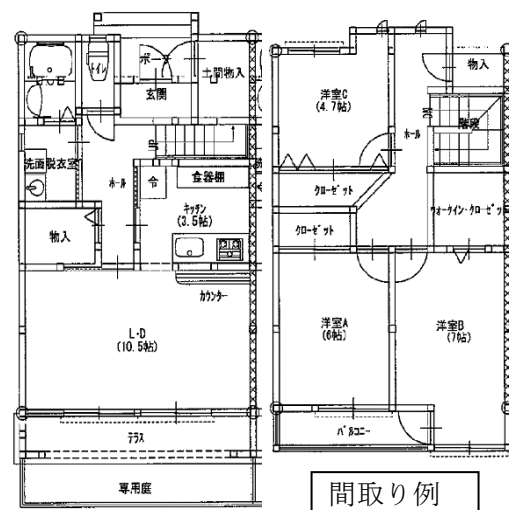 トイレ
ポーチ
土間物入
玄関
UP
洗面脱衣室
ホール
冷
食器棚
キッチン
(3.5帖)
物入
カウンター
L・D
(10.5帖)
テラス
専用庭
洋室C
(4.7帖)
物入
ホール
DN
階段
クローゼット
クローゼット
ウォークイン・クローゼット
洋室A
(6帖)
洋室B
(7帖)
バルコニー
間取り例